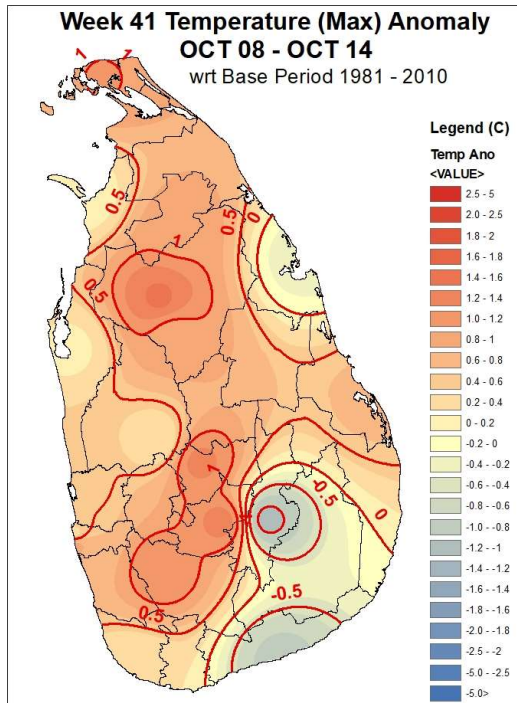 Week 41 Temperature (Max) Anomaly
OCT 08 - OCT 14
wrt Base Period 1981 - 2010
Legend (C)
Temp Ano
<VALUE>
2.5 - 5
2.0 - 2.5
1.8 - 2
1.6 - 1.8
1.4 - 1.6
1.2 - 1.4
1.0 - 1.2
0.8 - 1
0.6 - 0.8
0.4 - 0.6
0.2 - 0.4
0 - 0.2
-0.2 - 0
-0.4 - -0.2
-0.6 - -0.4
-0.8 - -0.6
-1.0 - -0.8
-1.2 - -1
-1.4 - -1.2
-1.6 - -1.4
-1.8 - -1.6
-2.0 - -1.8
-2.5 - -2
-5.0 - -2.5
-5.0>
1
1
0.5
0.5
0
1
0.5
1
-0.5
0
-0.5
0.5